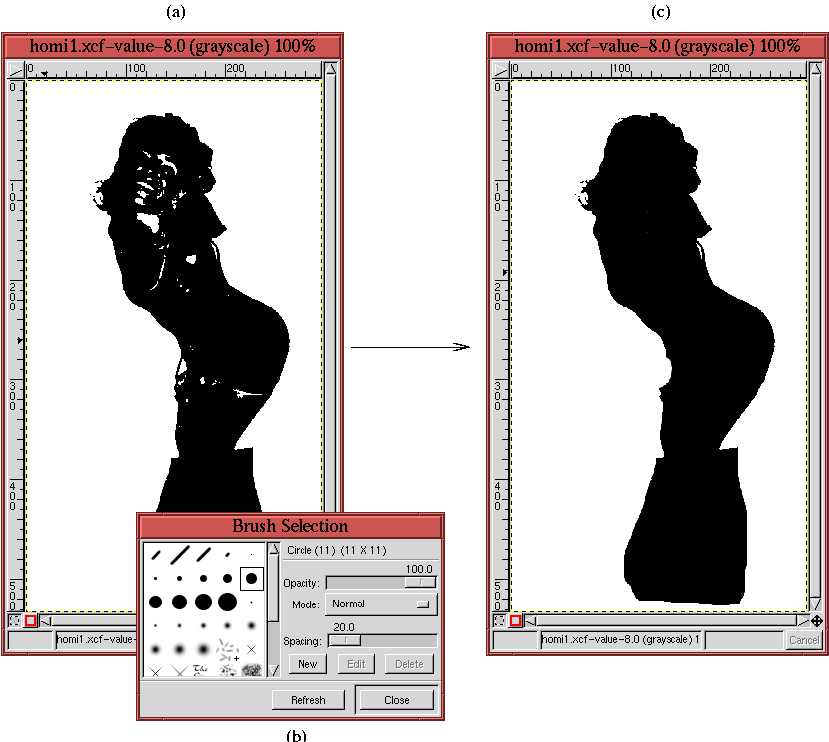 (a)
(c)
homi1.xcf-value-8.0 (grayscale) 100%
homi1.xcf-value-8.0 (grayscale) 100%
0 100 200
0 100 200
0
100
200
300
400
500
0
100
200
300
400
500
Brush Selection
Circle (11) (11 X 11)
100.0
Opacity:
Mode: Normal
20.0
Spacing:
New Edit Delete
Refresh Close
homi1.xcf-value-
homi1.xcf-value-8.0 (grayscale) 1
Cancel
(b)